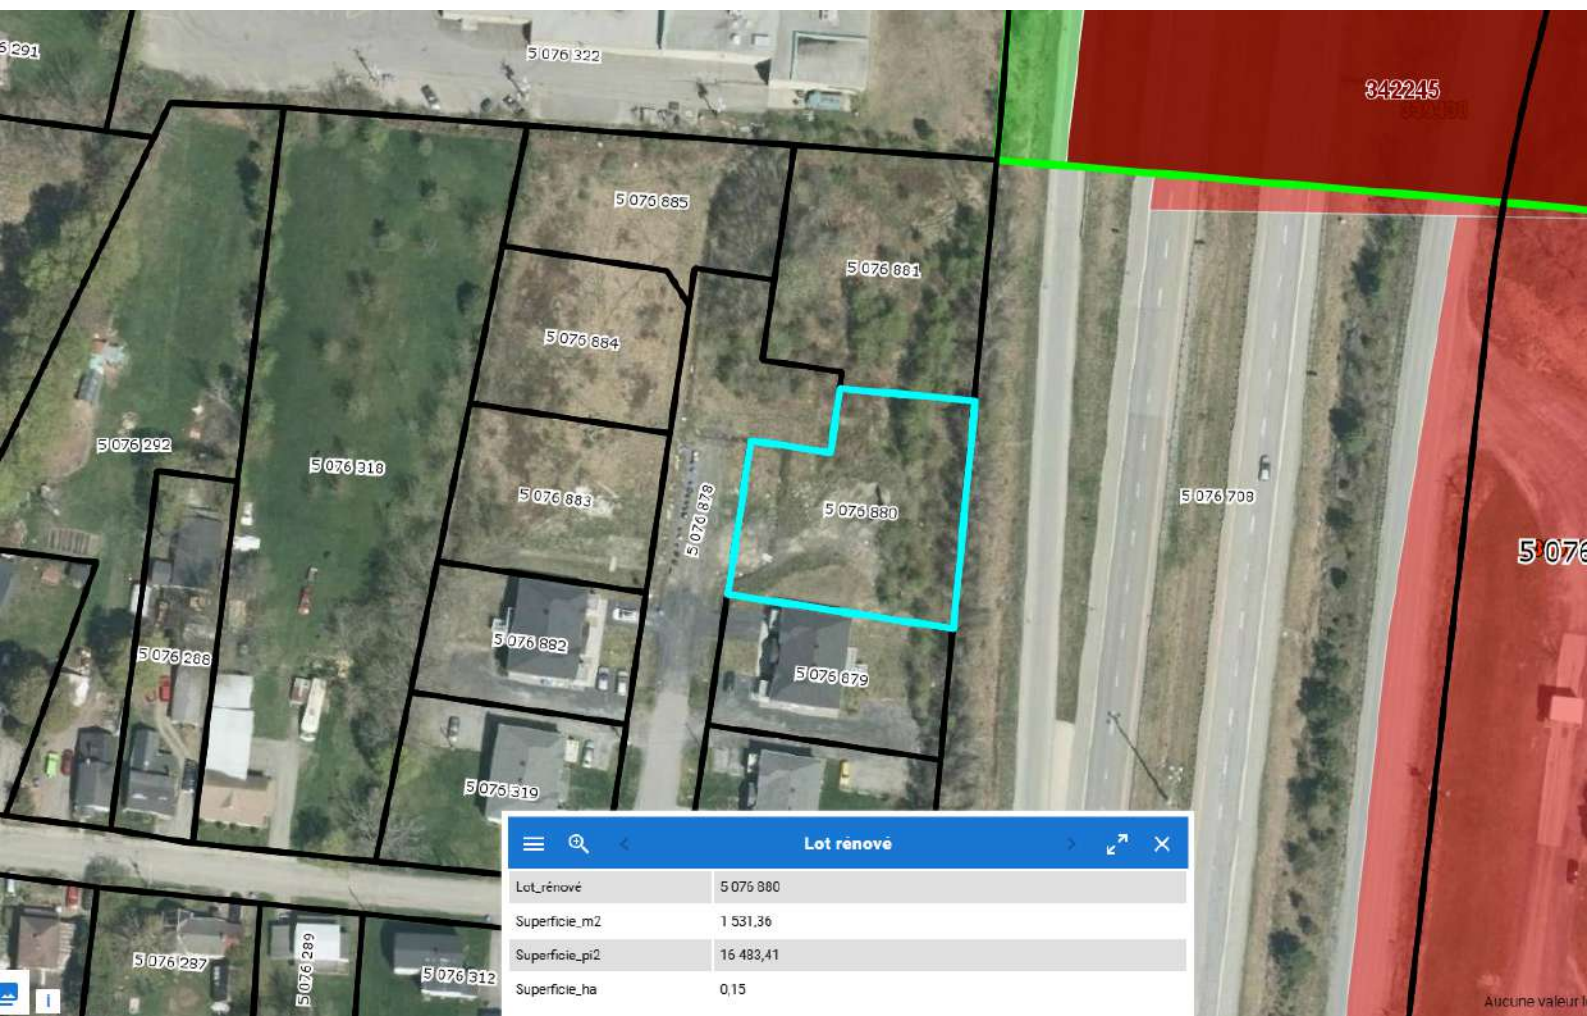 5 076 322
342245
5 076 885
5 076 881
5 076 884
5 076 292
5 076 318
5 076 883
5 076 878
5 076 880
5 076 708
5 076
5 076 882
5 076 288
5 076 879
5 076 319
Lot rénové
Lot_rénové 5 076 880
Superficie_m2 1 531,36
Superficie_pi2 16 483,41
Superficie_ha 0,15
5 076 287
5 076 289
5 076 312
i
Aucune valeur